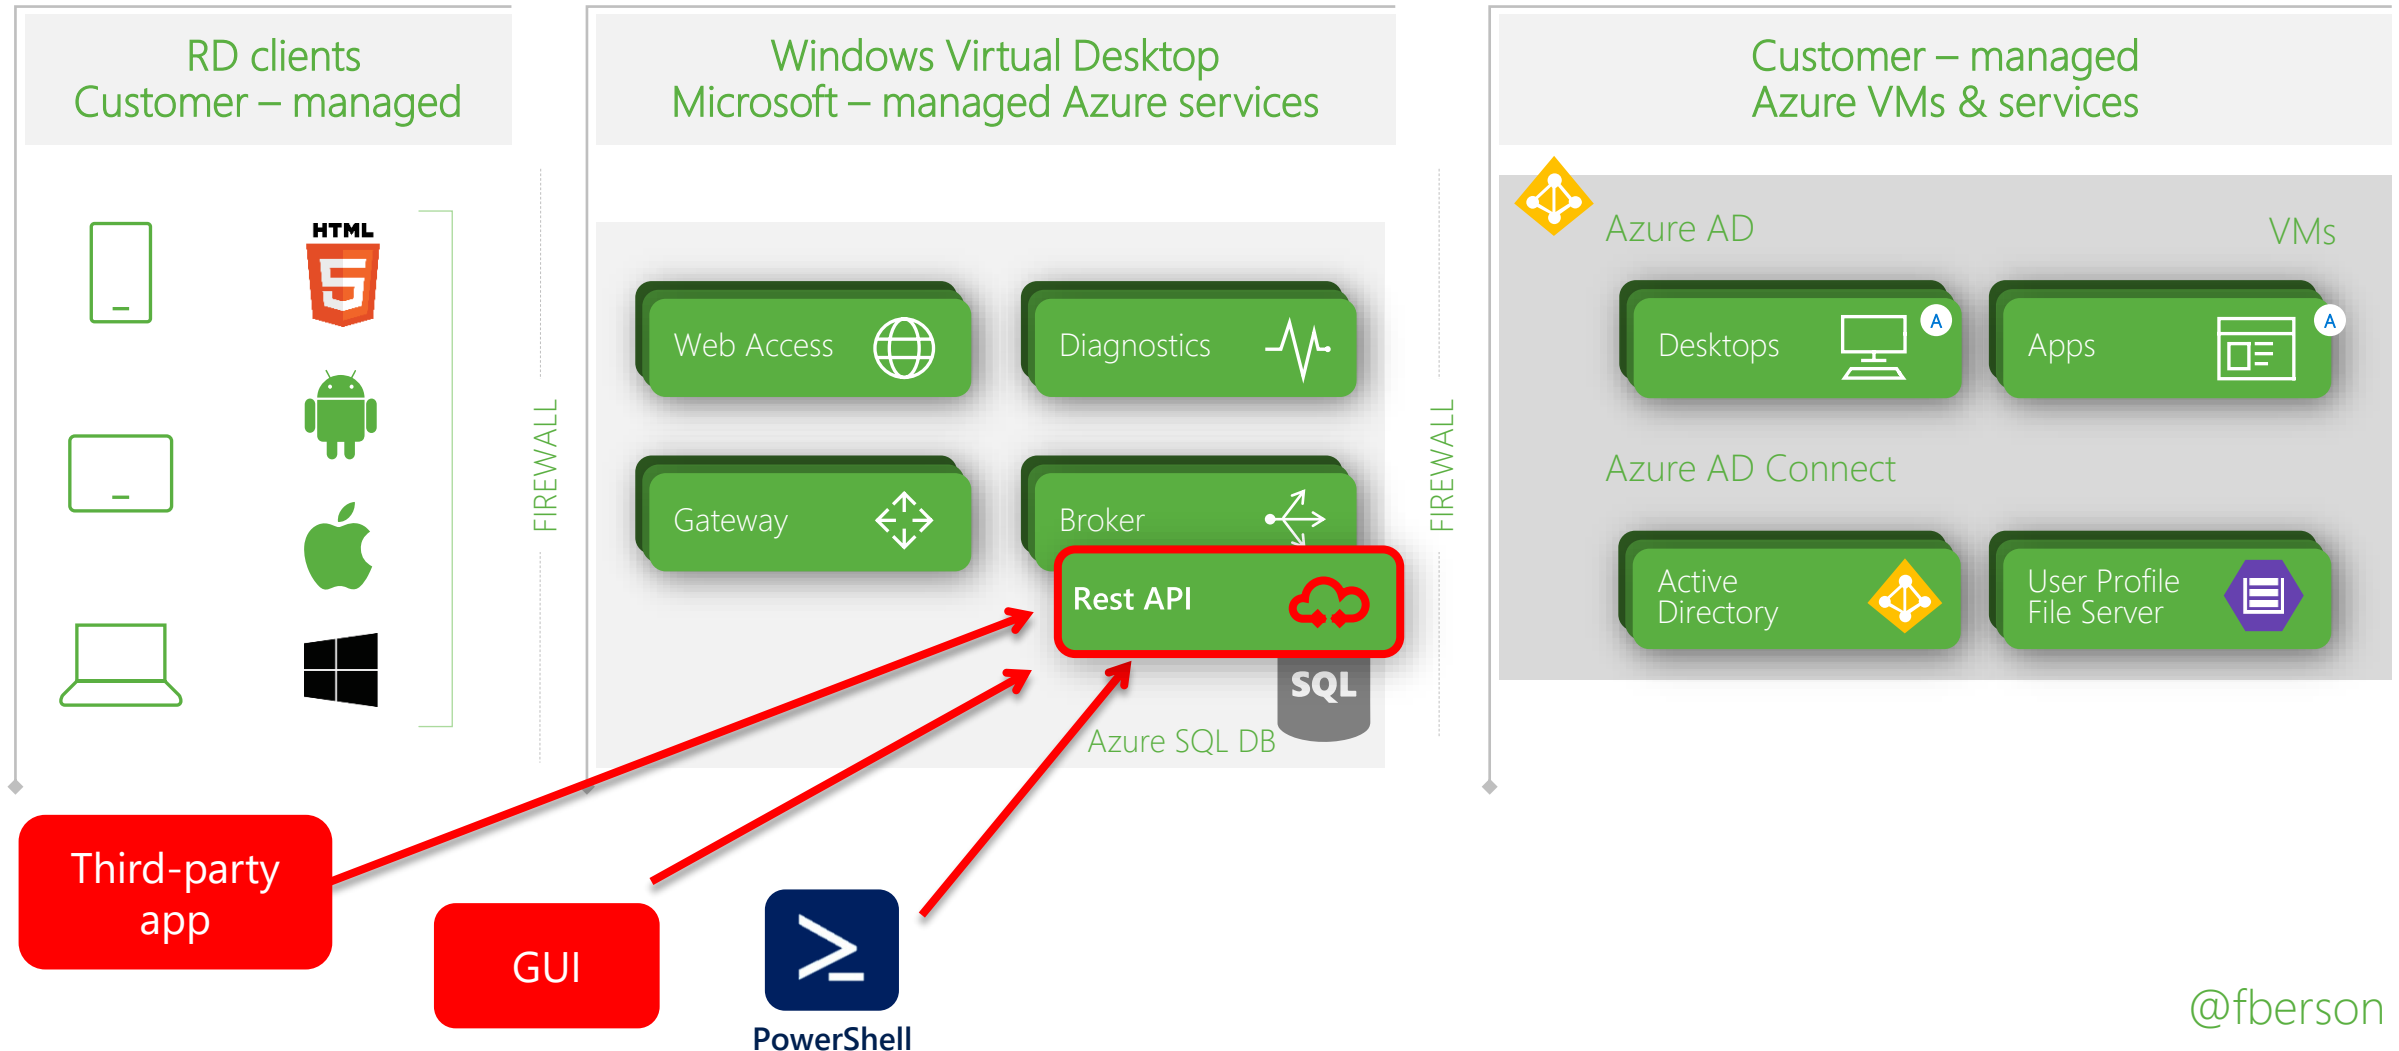 RD clients
Customer – managed
Windows Virtual Desktop
Microsoft – managed Azure services
Customer – managed
Azure VMs & services
HTML
5
FIREWALL
Web Access
Diagnostics
Gateway
Broker
Rest API
SQL
Azure SQL DB
FIREWALL
Azure AD
VMs
Desktops
A
Apps
A
Azure AD Connect
Active
Directory
User Profile
File Server
Third-party
app
GUI
PowerShell
@fberson